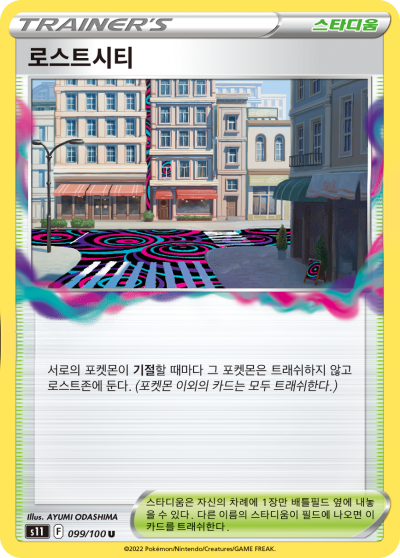 TRAINER'S 스타디움
로스트시티
서로의 포켓몬이 기절할 때마다 그 포켓몬은 트래쉬하지 않고
로스트존에 둔다. (포켓몬 이외의 카드는 모두 트래쉬한다.)
Illus. AYUMI ODASHIMA
s11 F 099/100 U
스타디움은 자신의 차례에 1장만 배틀필드 옆에 내놓
을 수 있다. 다른 이름의 스타디움이 필드에 나오면 이
카드를 트래쉬한다.
©2022 Pokémon/Nintendo/Creatures/GAME FREAK.